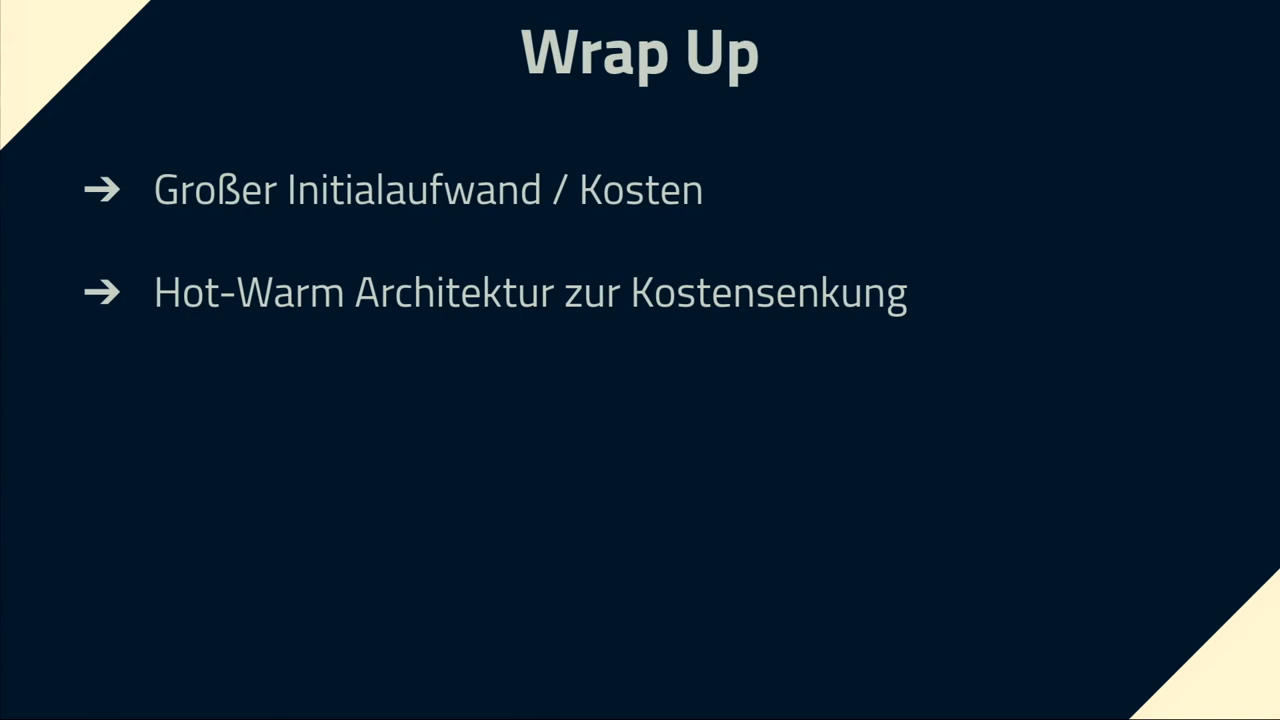 Wrap Up
➔ Großer Initialaufwand / Kosten
➔ Hot-Warm Architektur zur Kostensenkung